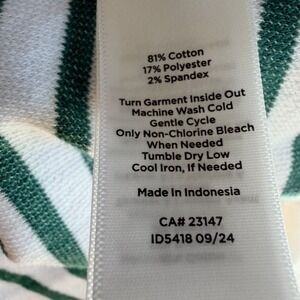 81% Cotton
17% Polyester
2% Spandex
Turn Garment Inside Out
Machine Wash Cold
Gentle Cycle
Only Non-Chlorine Bleach
When Needed
Tumble Dry Low
Cool Iron, If Needed
Made in Indonesia
CA# 23147
ID5418 09/24